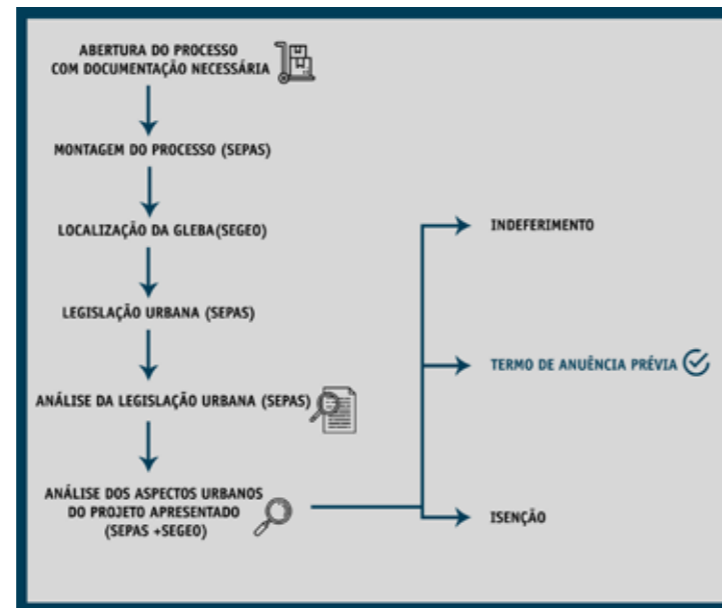 ABERTURA DO PROCESSO
COM DOCUMENTAÇÃO NECESSÁRIA
MONTAGEM DO PROCESSO (SEPAS)
LOCALIZAÇÃO DA GLEBA(SEGEO)
LEGISLAÇÃO URBANA (SEPAS)
ANÁLISE DA LEGISLAÇÃO URBANA (SEPAS)
ANÁLISE DOS ASPECTOS URBANOS
DO PROJETO APRESENTADO
(SEPAS +SEGEO)
INDEFERIMENTO
TERMO DE ANUÊNCIA PRÉVIA
ISENÇÃO